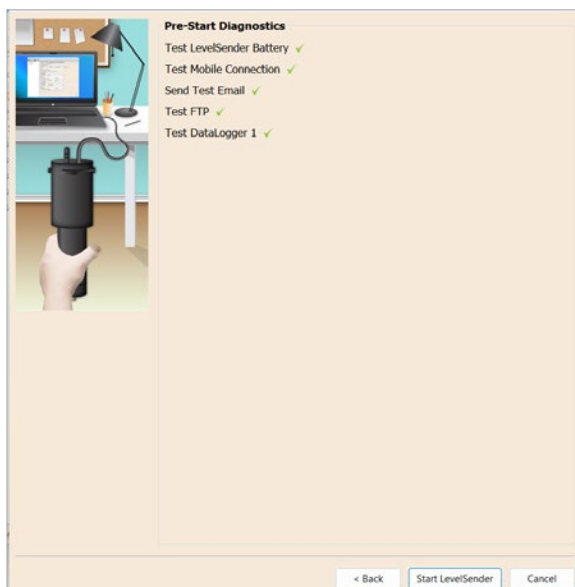 Pre-Start Diagnostics
Test LevelSender Battery ✓
Test Mobile Connection ✓
Send Test Email ✓
Test FTP ✓
Test DataLogger 1 ✓
< Back
Start LevelSender
Cancel